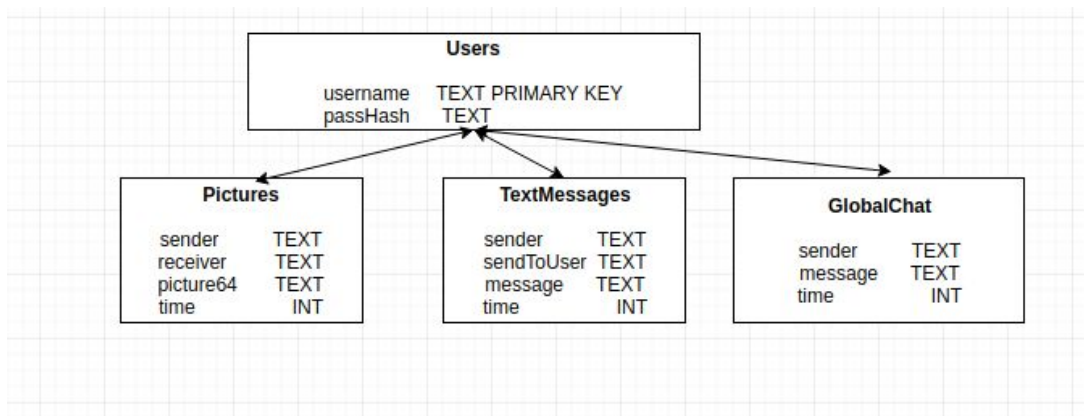 Users
username TEXT PRIMARY KEY
passHash TEXT
Pictures
sender TEXT
receiver TEXT
picture64 TEXT
time INT
TextMessages
sender TEXT
sendToUser TEXT
message TEXT
time INT
GlobalChat
sender TEXT
message TEXT
time INT